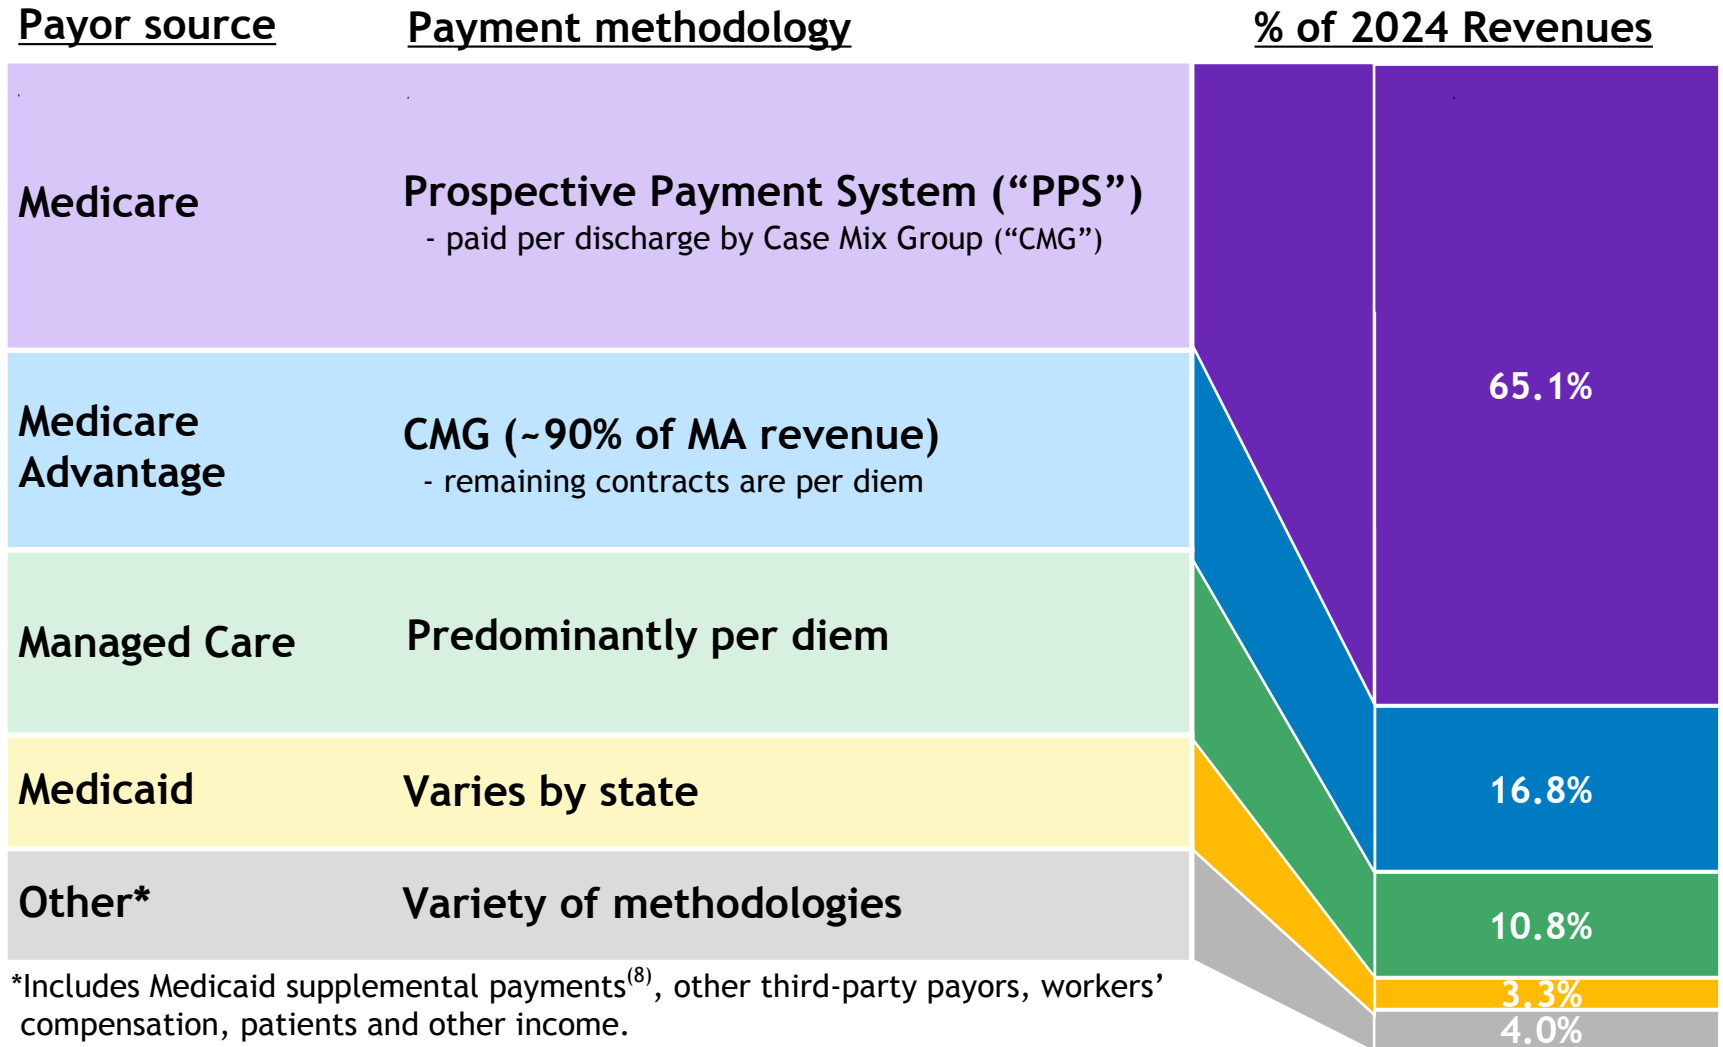 Payor source Payment methodology % of 2024 Revenues
Medicare
Prospective Payment System (“PPS”)
- paid per discharge by Case Mix Group (“CMG”)
65.1%
Medicare
Advantage
CMG (~90% of MA revenue)
- remaining contracts are per diem
16.8%
Managed Care
Predominantly per diem
10.8%
Medicaid
Varies by state
3.3%
Other*
Variety of methodologies
4.0%
*Includes Medicaid supplemental payments(8), other third-party payors, workers’
compensation, patients and other income.